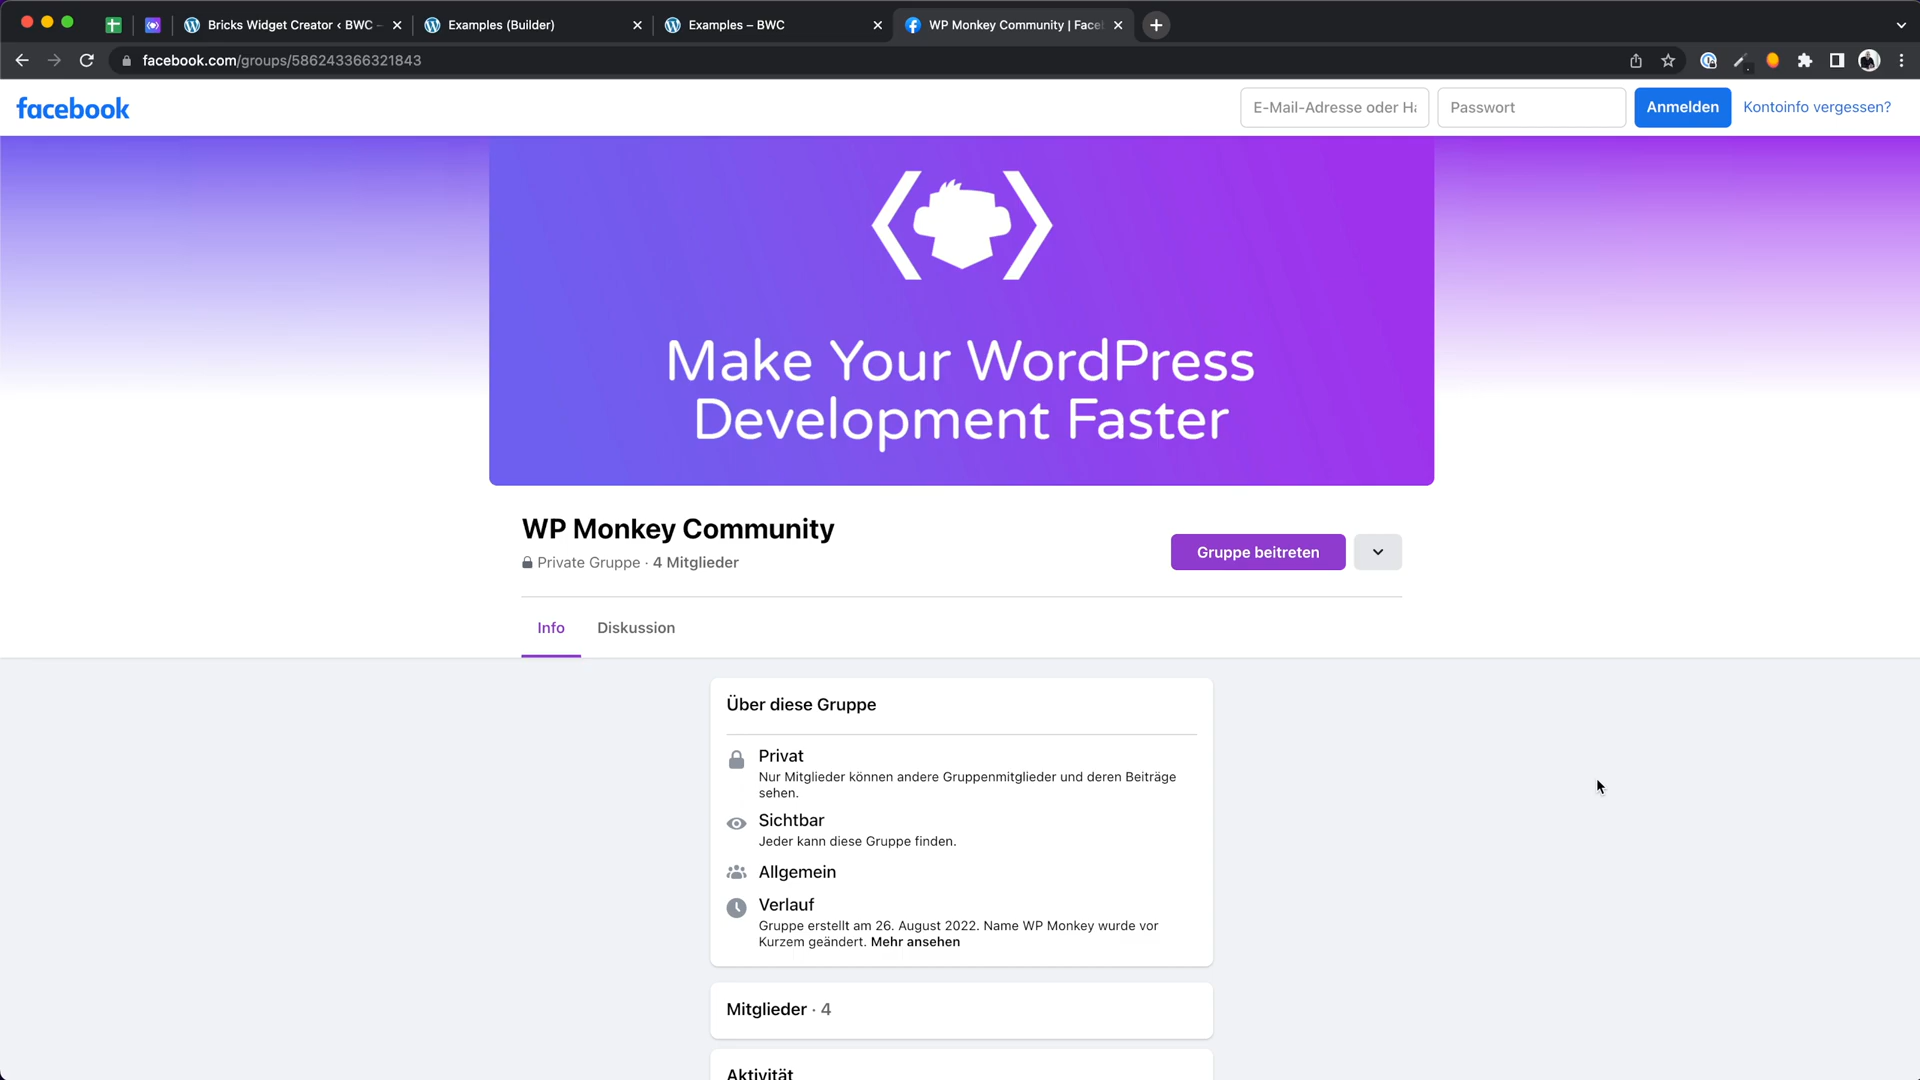 Bricks Widget Creator ‹ BWC –
Examples (Builder)
Examples – BWC
WP Monkey Community | Face
facebook.com/groups/586243366321843
facebook
E-Mail-Adresse oder Ha
Passwort
Anmelden
Kontoinfo vergessen?
Make Your WordPress
Development Faster
WP Monkey Community
Private Gruppe · 4 Mitglieder
Gruppe beitreten
Info
Diskussion
Über diese Gruppe
Privat
Nur Mitglieder können andere Gruppenmitglieder und deren Beiträge
sehen.
Sichtbar
Jeder kann diese Gruppe finden.
Allgemein
Verlauf
Gruppe erstellt am 26. August 2022. Name WP Monkey wurde vor
Kurzem geändert. Mehr ansehen
Mitglieder · 4
Aktivität